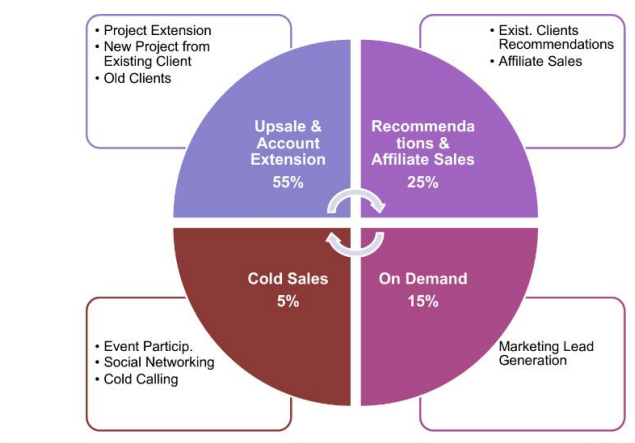 • Project Extension
• New Project from
Existing Client
• Old Clients
• Exist. Clients
Recommendations
• Affiliate Sales
Upsale &
Account
Extension
55%
Recommenda
tions &
Affiliate Sales
25%
Cold Sales
5%
On Demand
15%
• Event Particip.
• Social Networking
• Cold Calling
Marketing Lead
Generation